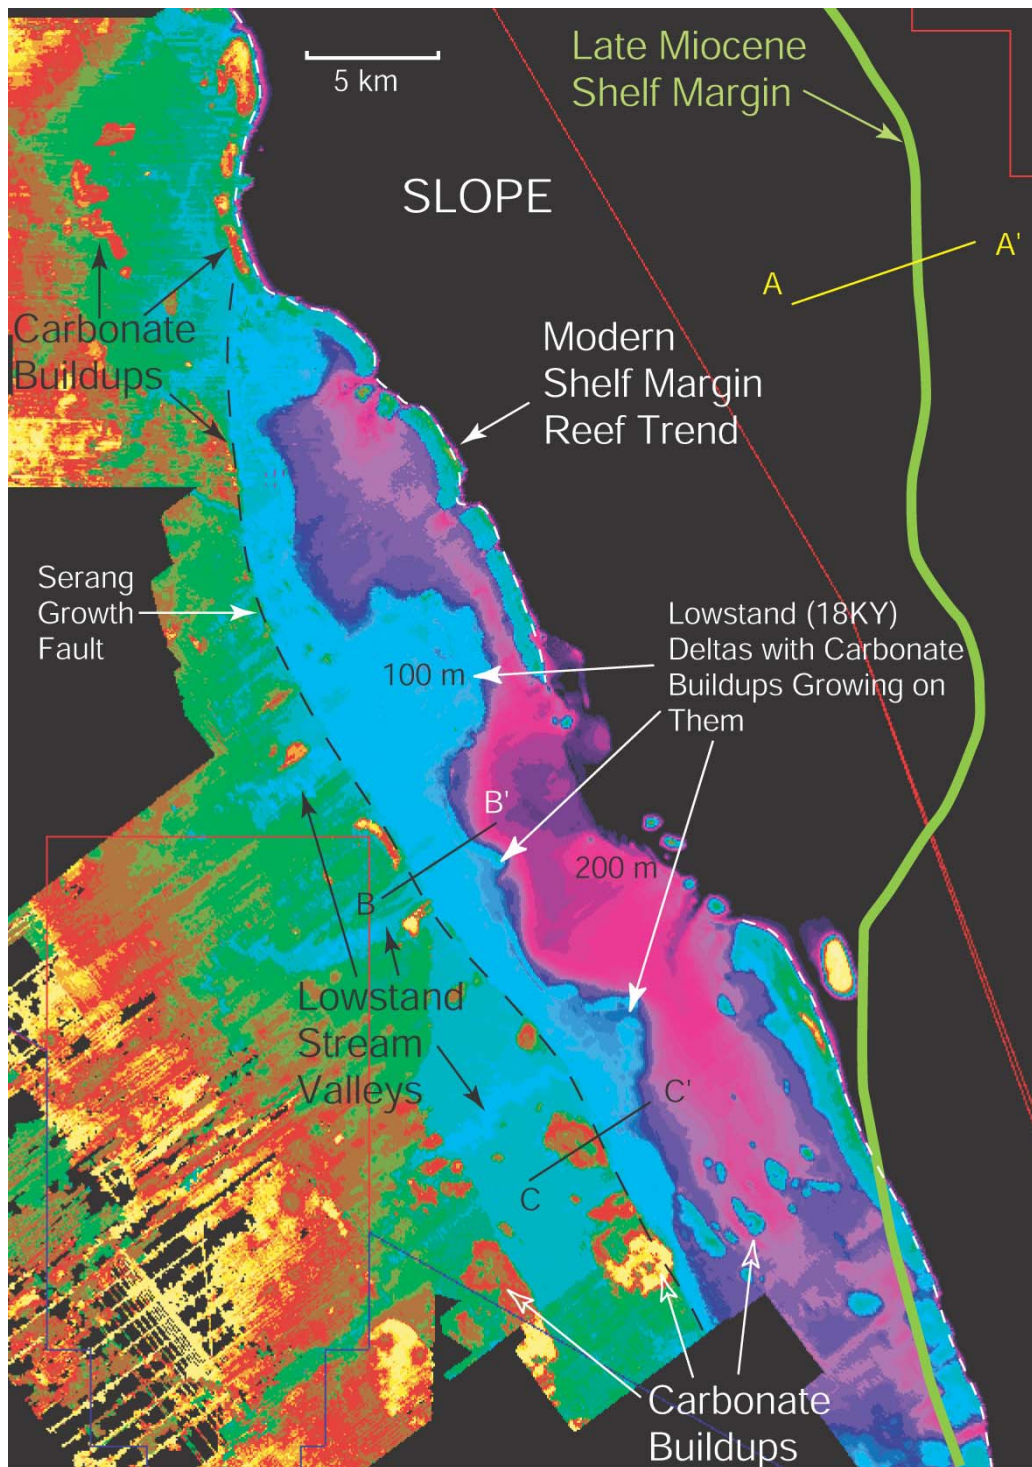 5 km
Late Miocene
Shelf Margin
SLOPE
A
A'
Carbonate
Buildups
Modern
Shelf Margin
Reef Trend
Serang
Growth
Fault
Lowstand (18KY)
Deltas with Carbonate
Buildups Growing on
Them
100 m
B'
200 m
B
Lowstand
Stream
Valleys
C'
C
Carbonate
Buildups